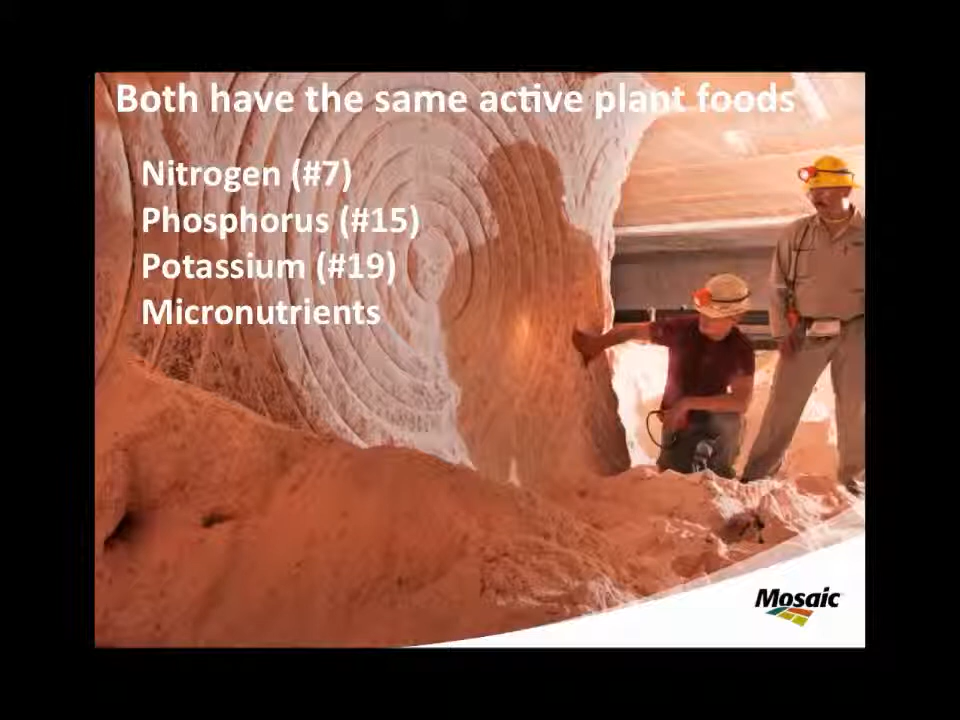 Both have the same active plant foods
Nitrogen (#7)
Phosphorus (#15)
Potassium (#19)
Micronutrients
Mosaic